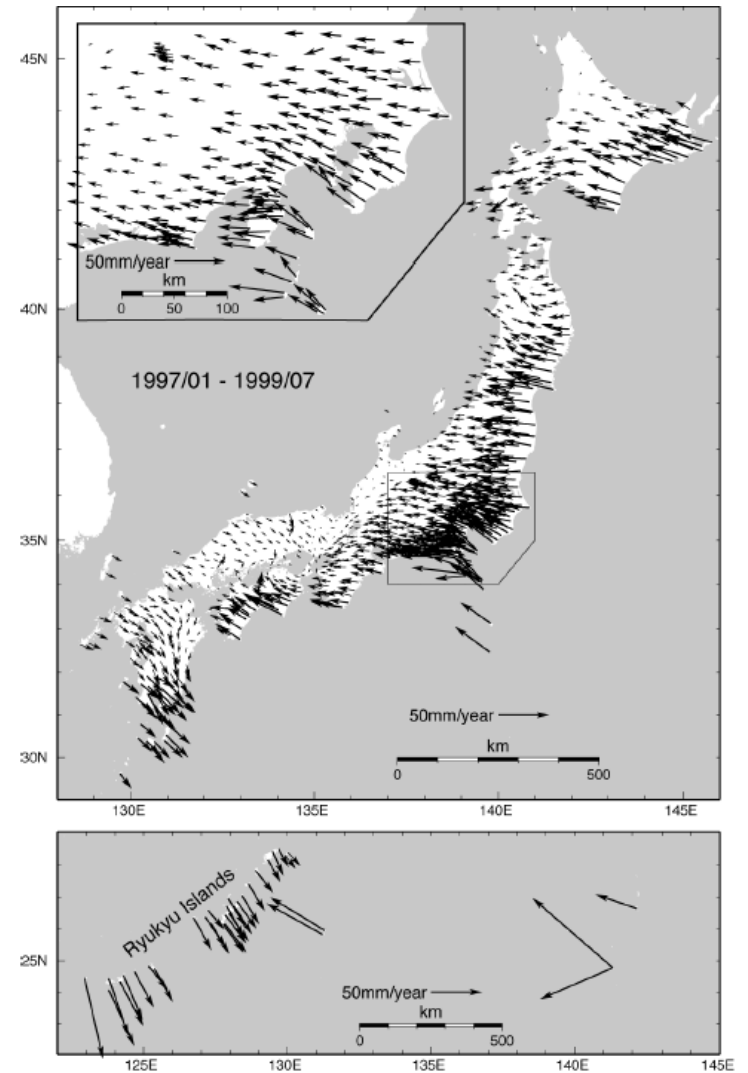 45N
50mm/year
km
0 50 100
40N
1997/01 - 1999/07
35N
50mm/year
km
0 500
30N
130E 135E 140E 145E
Ryukyu Islands
25N
50mm/year
km
0 500
125E 130E 135E 140E 145E